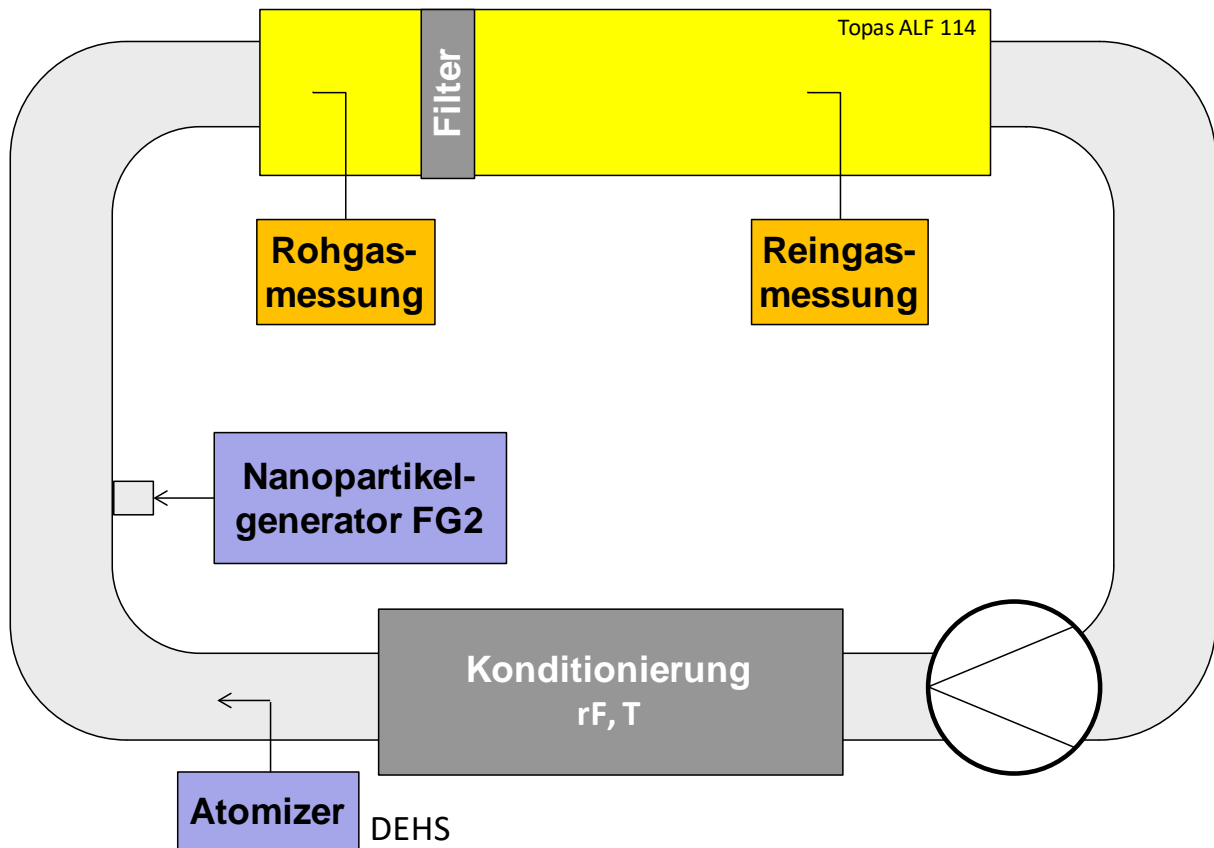 Topas ALF 114
Filter
Rohgas-
messung
Reingas-
messung
Nanopartikel-
generator FG2
Konditionierung
rF, T
Atomizer
DEHS